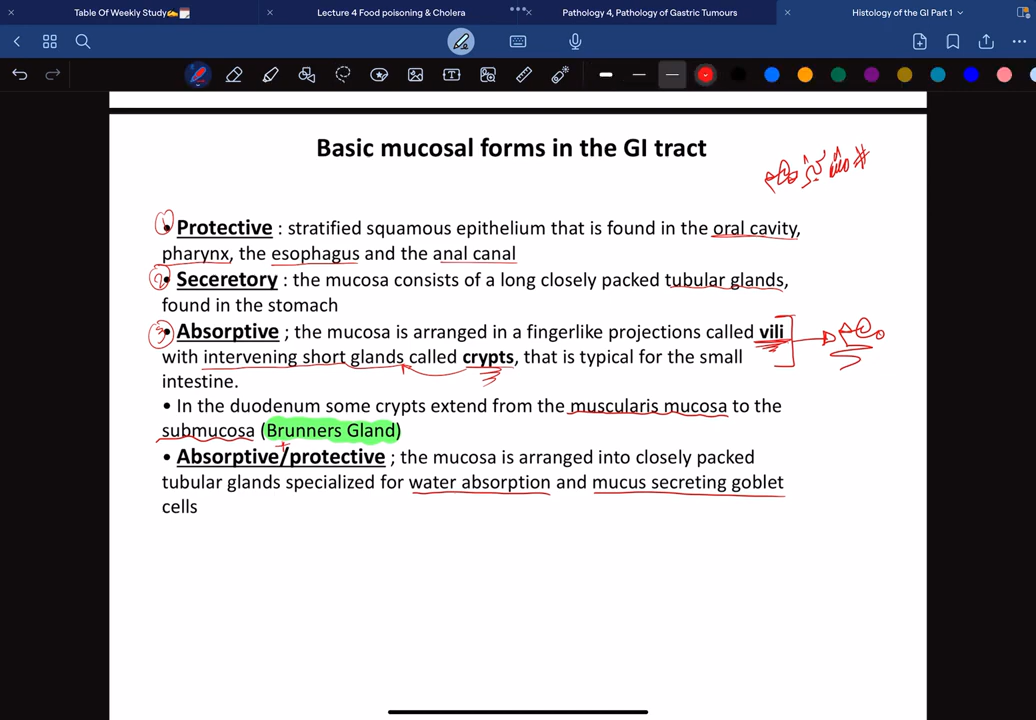 Table Of Weekly Study✍️🗓️
Lecture 4 Food poisoning & Cholera
Pathology 4, Pathology of Gastric Tumours
Histology of the GI Part 1
Basic mucosal forms in the GI tract
1 • Protective : stratified squamous epithelium that is found in the oral cavity,
pharynx, the esophagus and the anal canal
2 • Seceretory : the mucosa consists of a long closely packed tubular glands,
found in the stomach
3 • Absorptive ; the mucosa is arranged in a fingerlike projections called vili
with intervening short glands called crypts, that is typical for the small
intestine.
• In the duodenum some crypts extend from the muscularis mucosa to the
submucosa (Brunners Gland)
• Absorptive/protective ; the mucosa is arranged into closely packed
tubular glands specialized for water absorption and mucus secreting goblet
cells